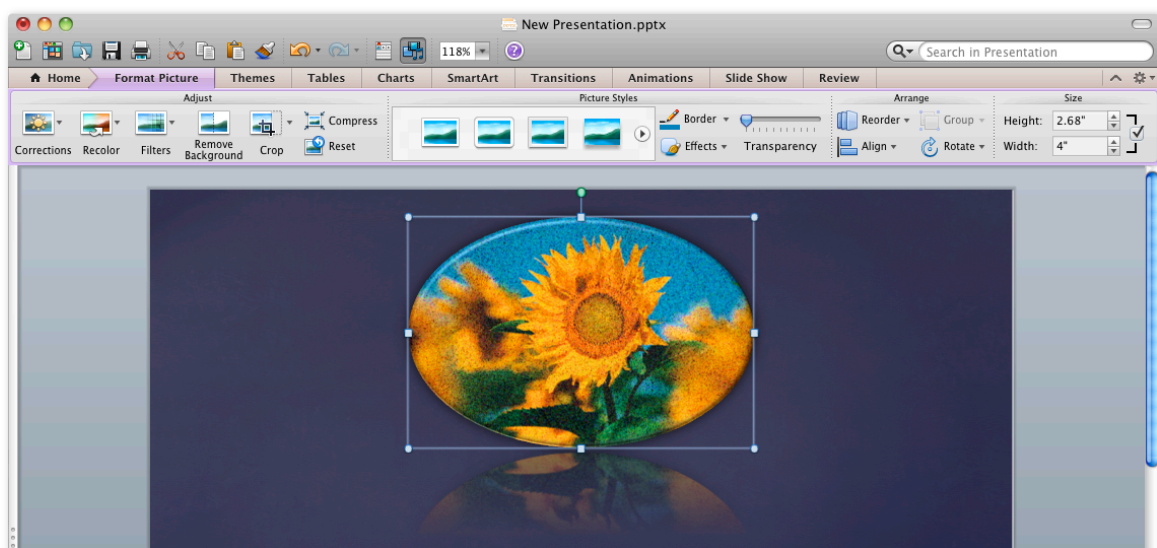 New Presentation.pptx
118%
Search in Presentation
Home Format Picture Themes Tables Charts SmartArt Transitions Animations Slide Show Review
Adjust Picture Styles Arrange Size
Compress Border Reorder Group Height: 2.68"
Corrections Recolor Filters Remove Background Crop Reset Effects Transparency Align Rotate Width: 4"